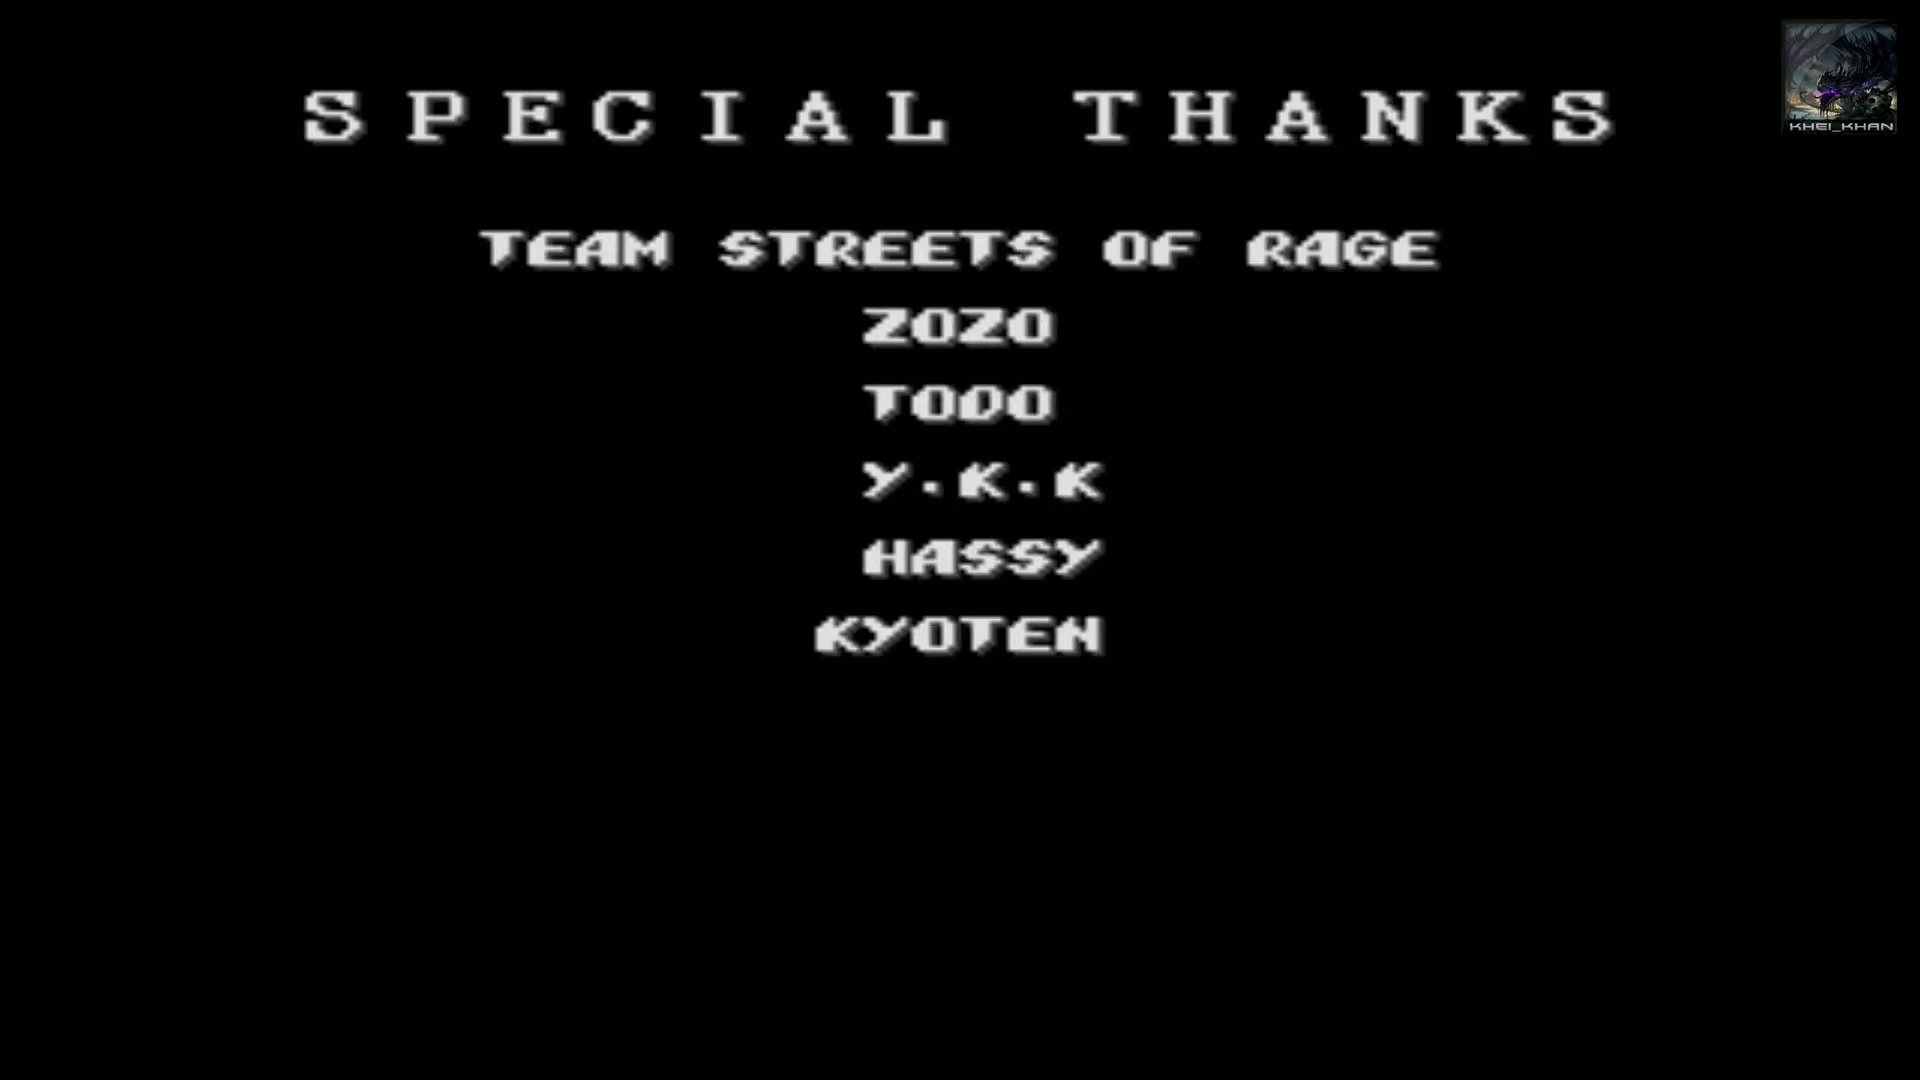 SPECIAL THANKS
TEAM STREETS OF RAGE
ZOZO
TODO
Y.K.K
HASSY
KYOTEN
KHEI_KHAN